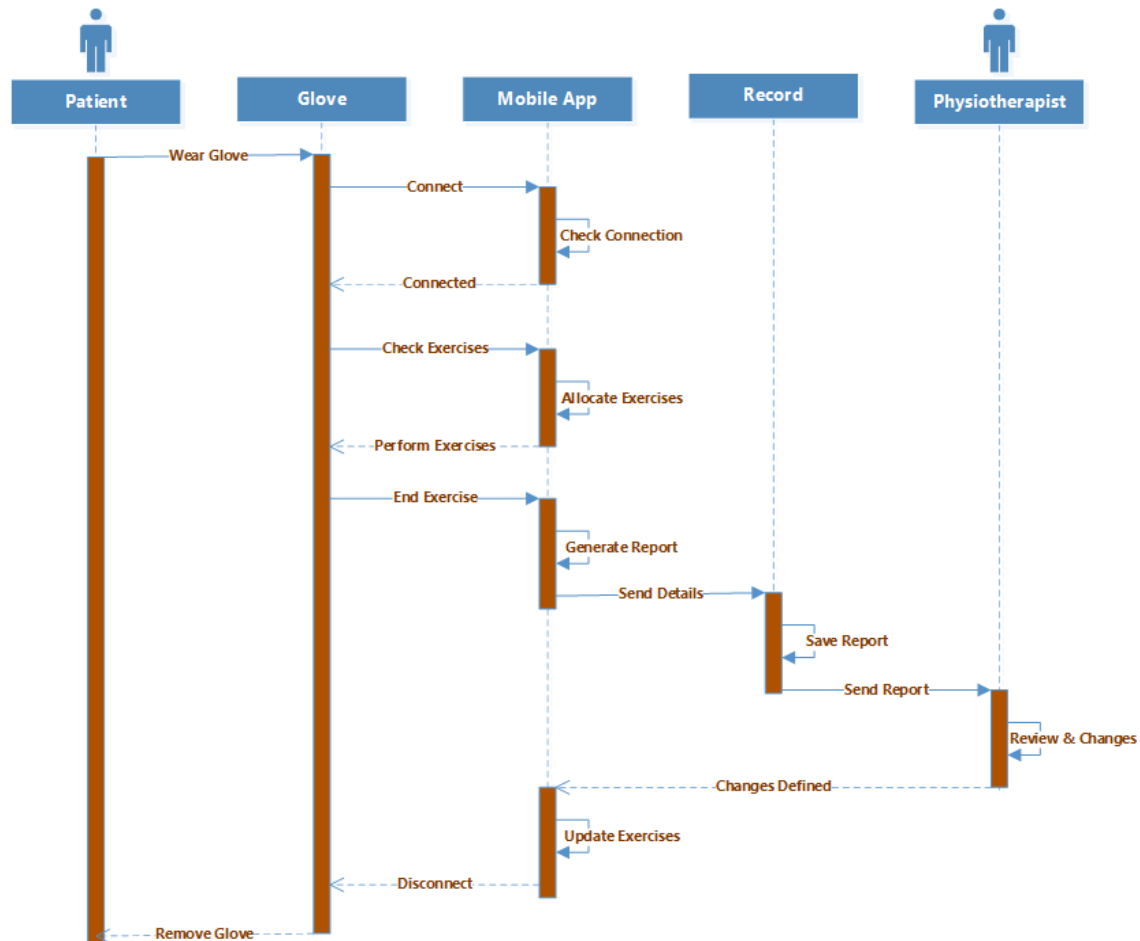 Patient
Glove
Mobile App
Record
Physiotherapist
Wear Glove
Connect
Check Connection
Connected
Check Exercises
Allocate Exercises
Perform Exercises
End Exercise
Generate Report
Send Details
Save Report
Send Report
Review & Changes
Changes Defined
Update Exercises
Disconnect
Remove Glove